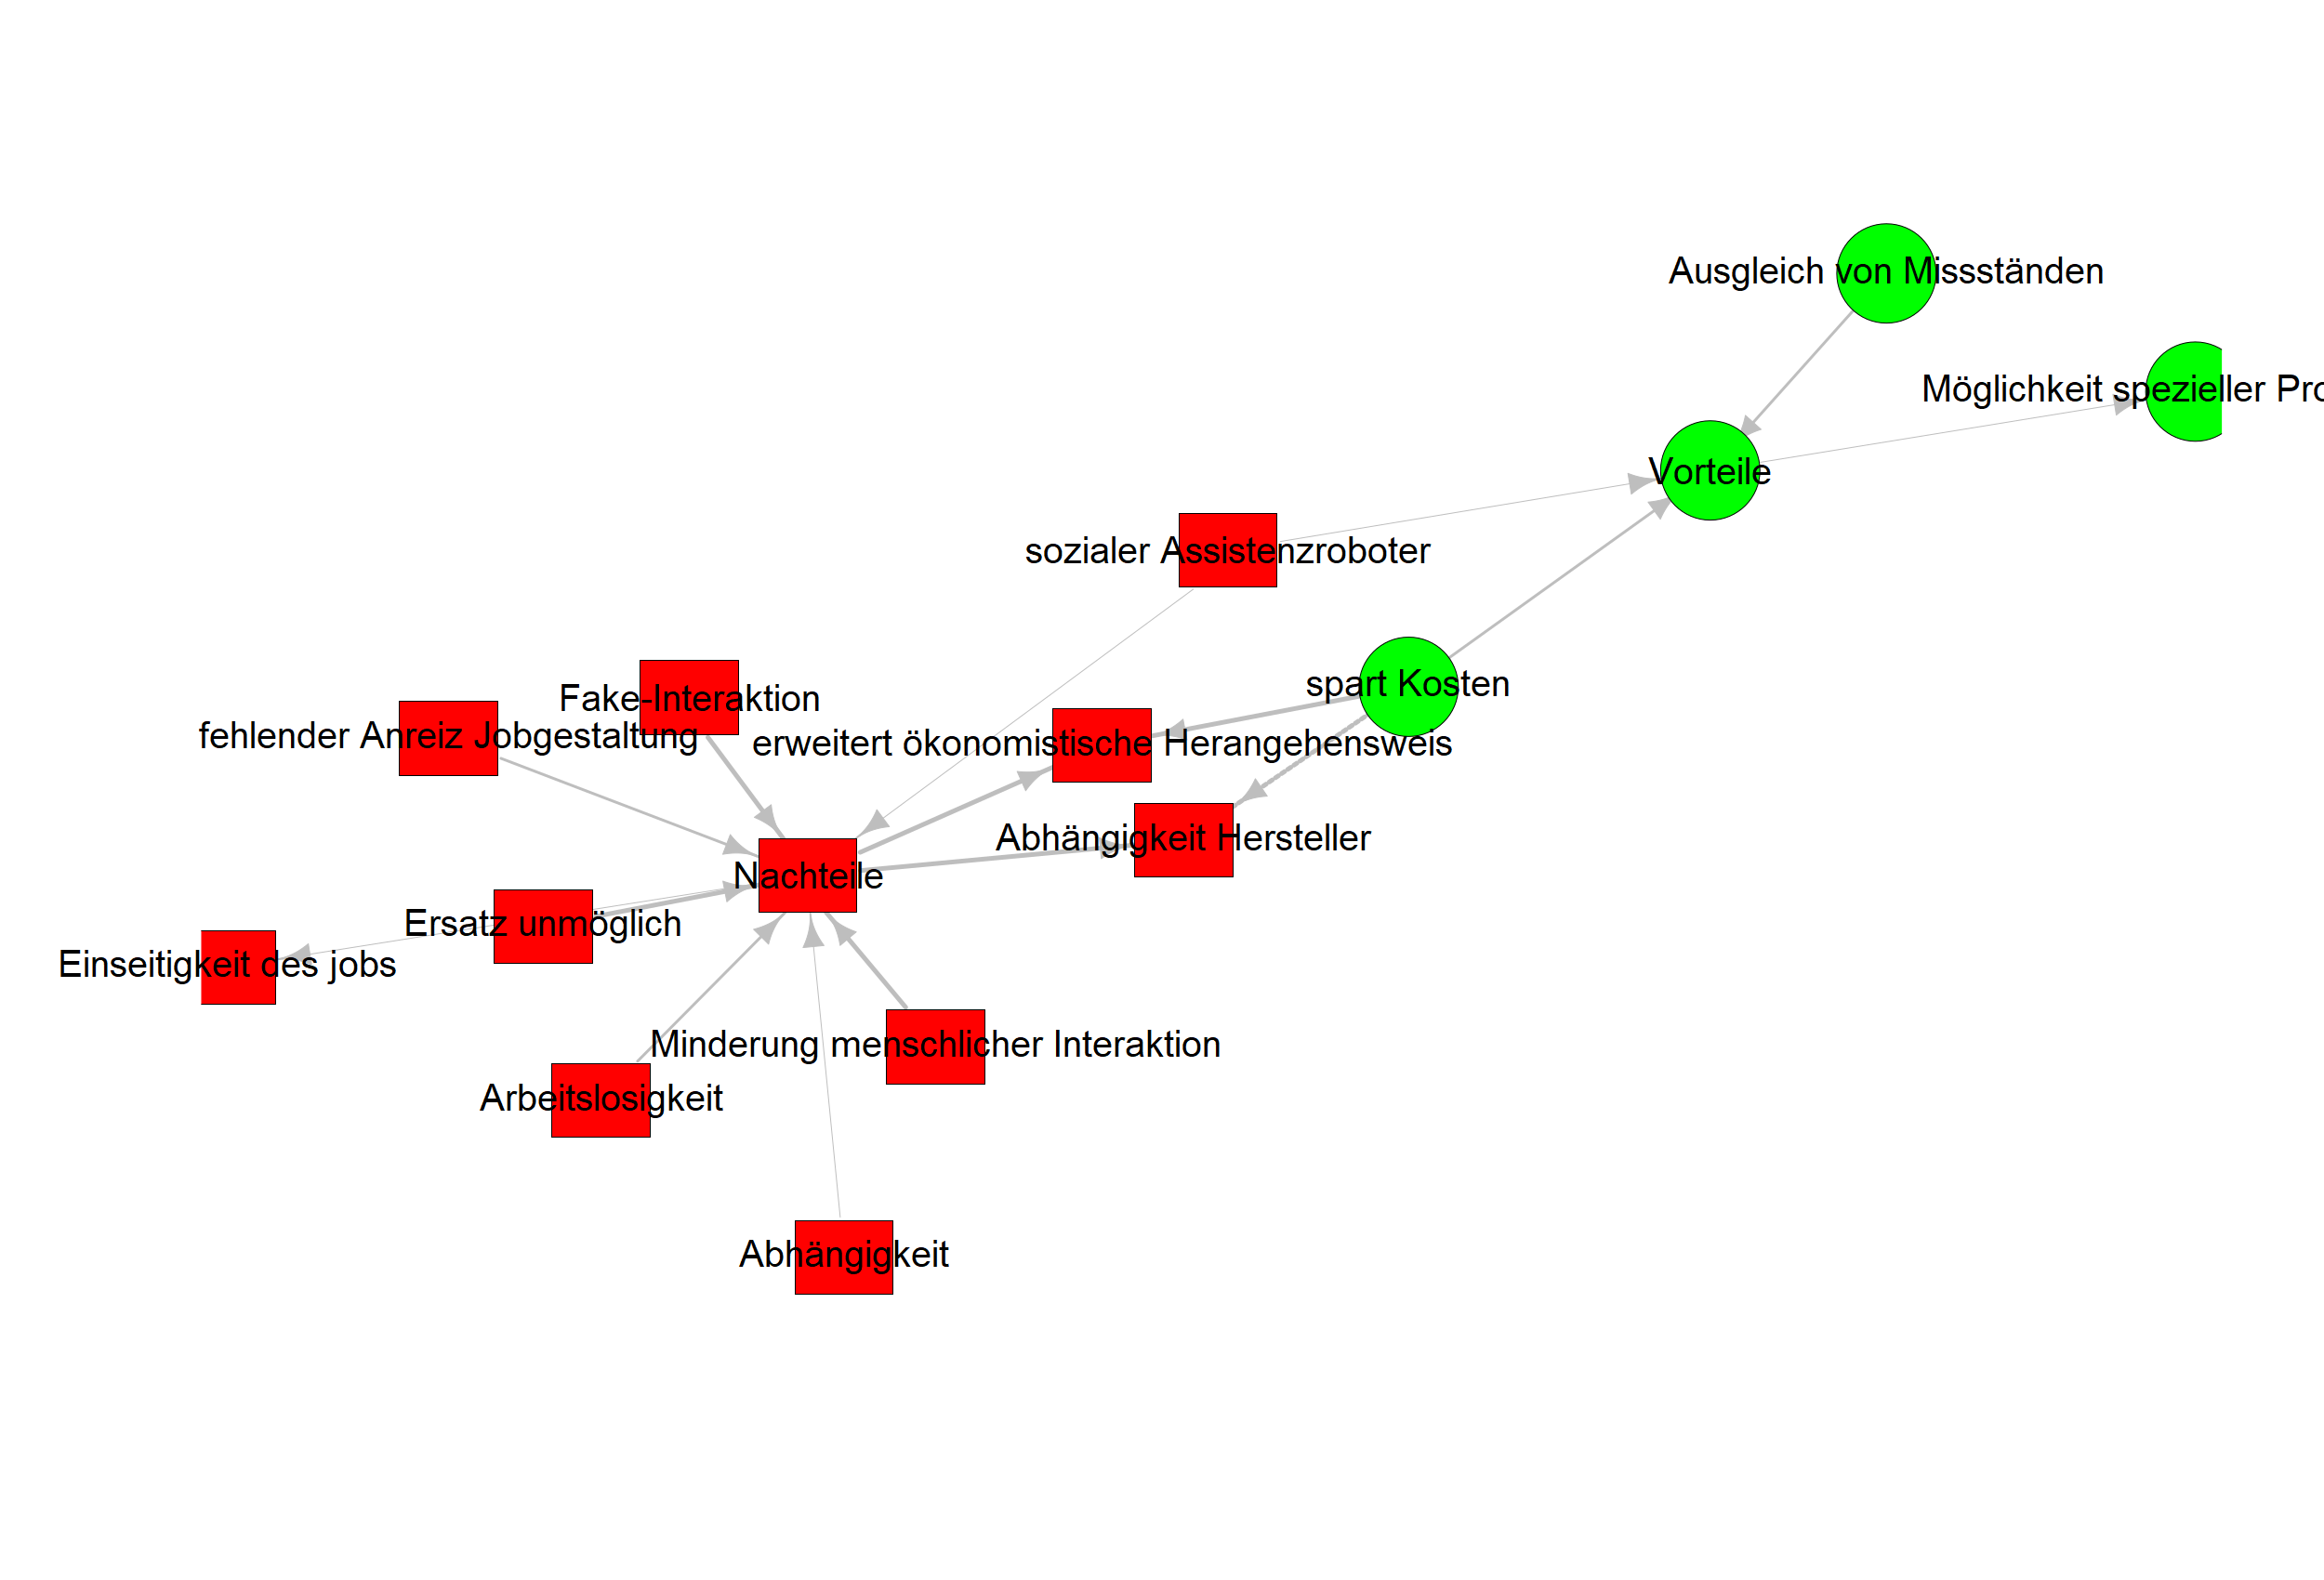 Ausgleich von Missständen
Möglichkeit spezieller
Vorteile
sozialer Assistenzroboter
spart Kosten
Fake-Interaktion
fehlender Anreiz Jobgestaltung
erweitert ökonomistische Herangehensweis
Abhängigkeit Hersteller
Nachteile
Ersatz unmöglich
Einseitigkeit des jobs
Minderung menschlicher Interaktion
Arbeitslosigkeit
Abhängigkeit